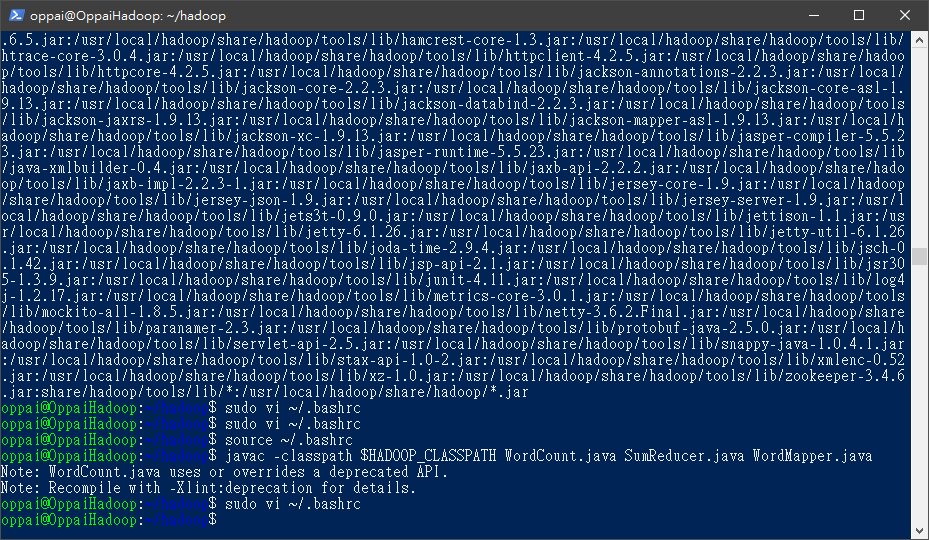 oppai@OppaiHadoop: ~/hadoop
.6.5.jar:/usr/local/hadoop/share/hadoop/tools/lib/hamcrest-core-1.3.jar:/usr/local/hadoop/share/hadoop/tools/lib/
htrace-core-3.0.4.jar:/usr/local/hadoop/share/hadoop/tools/lib/httpclient-4.2.5.jar:/usr/local/hadoop/share/hadoo
p/tools/lib/httpcore-4.2.5.jar:/usr/local/hadoop/share/hadoop/tools/lib/jackson-annotations-2.2.3.jar:/usr/local/
hadoop/share/hadoop/tools/lib/jackson-core-2.2.3.jar:/usr/local/hadoop/share/hadoop/tools/lib/jackson-core-asl-1.
9.13.jar:/usr/local/hadoop/share/hadoop/tools/lib/jackson-databind-2.2.3.jar:/usr/local/hadoop/share/hadoop/tools
/lib/jackson-jaxrs-1.9.13.jar:/usr/local/hadoop/share/hadoop/tools/lib/jackson-mapper-asl-1.9.13.jar:/usr/local/h
adoop/share/hadoop/tools/lib/jackson-xc-1.9.13.jar:/usr/local/hadoop/share/hadoop/tools/lib/jasper-compiler-5.5.2
3.jar:/usr/local/hadoop/share/hadoop/tools/lib/jasper-runtime-5.5.23.jar:/usr/local/hadoop/share/hadoop/tools/lib
/java-xmlbuilder-0.4.jar:/usr/local/hadoop/share/hadoop/tools/lib/jaxb-api-2.2.2.jar:/usr/local/hadoop/share/hado
op/tools/lib/jaxb-impl-2.2.3-1.jar:/usr/local/hadoop/share/hadoop/tools/lib/jersey-core-1.9.jar:/usr/local/hadoop
/share/hadoop/tools/lib/jersey-json-1.9.jar:/usr/local/hadoop/share/hadoop/tools/lib/jersey-server-1.9.jar:/usr/l
ocal/hadoop/share/hadoop/tools/lib/jets3t-0.9.0.jar:/usr/local/hadoop/share/hadoop/tools/lib/jettison-1.1.jar:/us
r/local/hadoop/share/hadoop/tools/lib/jetty-6.1.26.jar:/usr/local/hadoop/share/hadoop/tools/lib/jetty-util-6.1.26
.jar:/usr/local/hadoop/share/hadoop/tools/lib/joda-time-2.9.4.jar:/usr/local/hadoop/share/hadoop/tools/lib/jsch-0
.1.42.jar:/usr/local/hadoop/share/hadoop/tools/lib/jsp-api-2.1.jar:/usr/local/hadoop/share/hadoop/tools/lib/jsr30
5-1.3.9.jar:/usr/local/hadoop/share/hadoop/tools/lib/junit-4.11.jar:/usr/local/hadoop/share/hadoop/tools/lib/log4
j-1.2.17.jar:/usr/local/hadoop/share/hadoop/tools/lib/metrics-core-3.0.1.jar:/usr/local/hadoop/share/hadoop/tools
/lib/mockito-all-1.8.5.jar:/usr/local/hadoop/share/hadoop/tools/lib/netty-3.6.2.Final.jar:/usr/local/hadoop/share
/hadoop/tools/lib/paranamer-2.3.jar:/usr/local/hadoop/share/hadoop/tools/lib/protobuf-java-2.5.0.jar:/usr/local/h
adoop/share/hadoop/tools/lib/servlet-api-2.5.jar:/usr/local/hadoop/share/hadoop/tools/lib/snappy-java-1.0.4.1.jar
:/usr/local/hadoop/share/hadoop/tools/lib/stax-api-1.0-2.jar:/usr/local/hadoop/share/hadoop/tools/lib/xmlenc-0.52
.jar:/usr/local/hadoop/share/hadoop/tools/lib/xz-1.0.jar:/usr/local/hadoop/share/hadoop/tools/lib/zookeeper-3.4.6
.jar:share/hadoop/tools/lib/*:/usr/local/hadoop/share/hadoop/*.jar
oppai@OppaiHadoop:~/hadoop$ sudo vi ~/.bashrc
oppai@OppaiHadoop:~/hadoop$ sudo vi ~/.bashrc
oppai@OppaiHadoop:~/hadoop$ source ~/.bashrc
oppai@OppaiHadoop:~/hadoop$ javac -classpath $HADOOP_CLASSPATH WordCount.java SumReducer.java WordMapper.java
Note: WordCount.java uses or overrides a deprecated API.
Note: Recompile with -Xlint:deprecation for details.
oppai@OppaiHadoop:~/hadoop$ sudo vi ~/.bashrc
oppai@OppaiHadoop:~/hadoop$